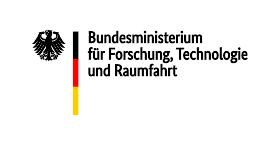 Bundesministerium
für Forschung, Technologie
und Raumfahrt